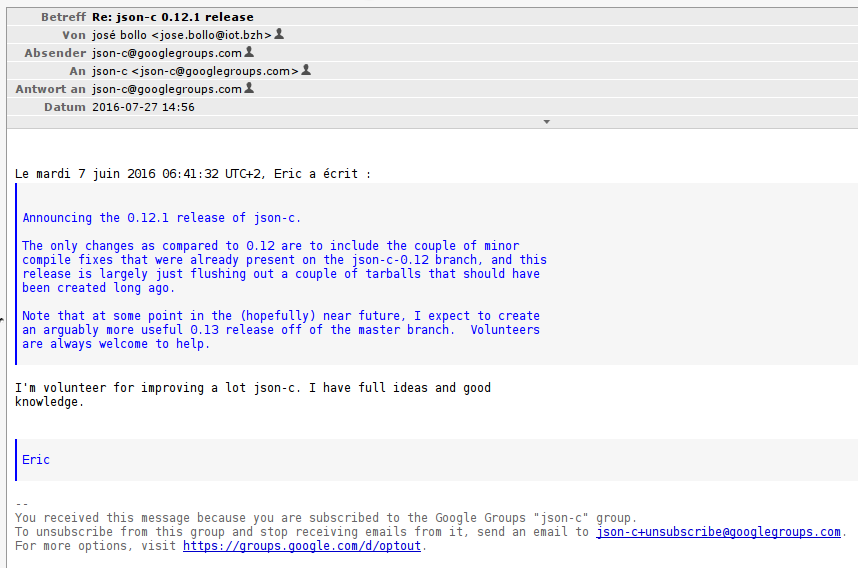 Betreff Re: json-c 0.12.1 release
Von josé bollo <jose.bollo@iot.bzh>
Absender json-c@googlegroups.com
An json-c <json-c@googlegroups.com>
Antwort an json-c@googlegroups.com
Datum 2016-07-27 14:56
Le mardi 7 juin 2016 06:41:32 UTC+2, Eric a écrit :
Announcing the 0.12.1 release of json-c.
The only changes as compared to 0.12 are to include the couple of minor
compile fixes that were already present on the json-c-0.12 branch, and this
release is largely just flushing out a couple of tarballs that should have
been created long ago.
Note that at some point in the (hopefully) near future, I expect to create
an arguably more useful 0.13 release off of the master branch.  Volunteers
are always welcome to help.
I'm volunteer for improving a lot json-c. I have full ideas and good
knowledge.
Eric
--
You received this message because you are subscribed to the Google Groups "json-c" group.
To unsubscribe from this group and stop receiving emails from it, send an email to json-c+unsubscribe@googlegroups.com.
For more options, visit https://groups.google.com/d/optout.